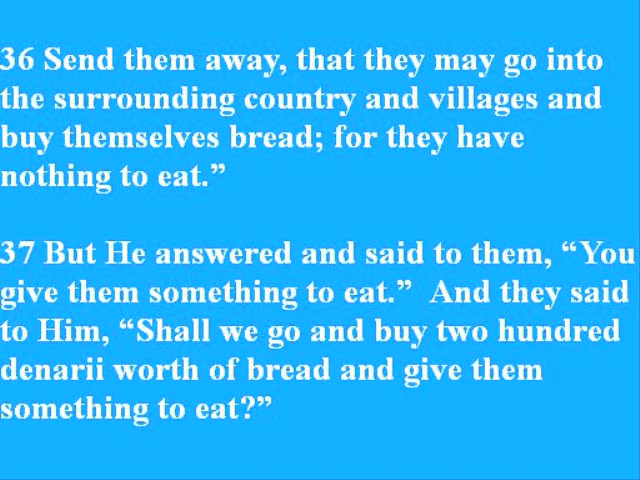 36 Send them away, that they may go into
the surrounding country and villages and
buy themselves bread; for they have
nothing to eat.”
37 But He answered and said to them, “You
give them something to eat.”  And they said
to Him, “Shall we go and buy two hundred
denarii worth of bread and give them
something to eat?”